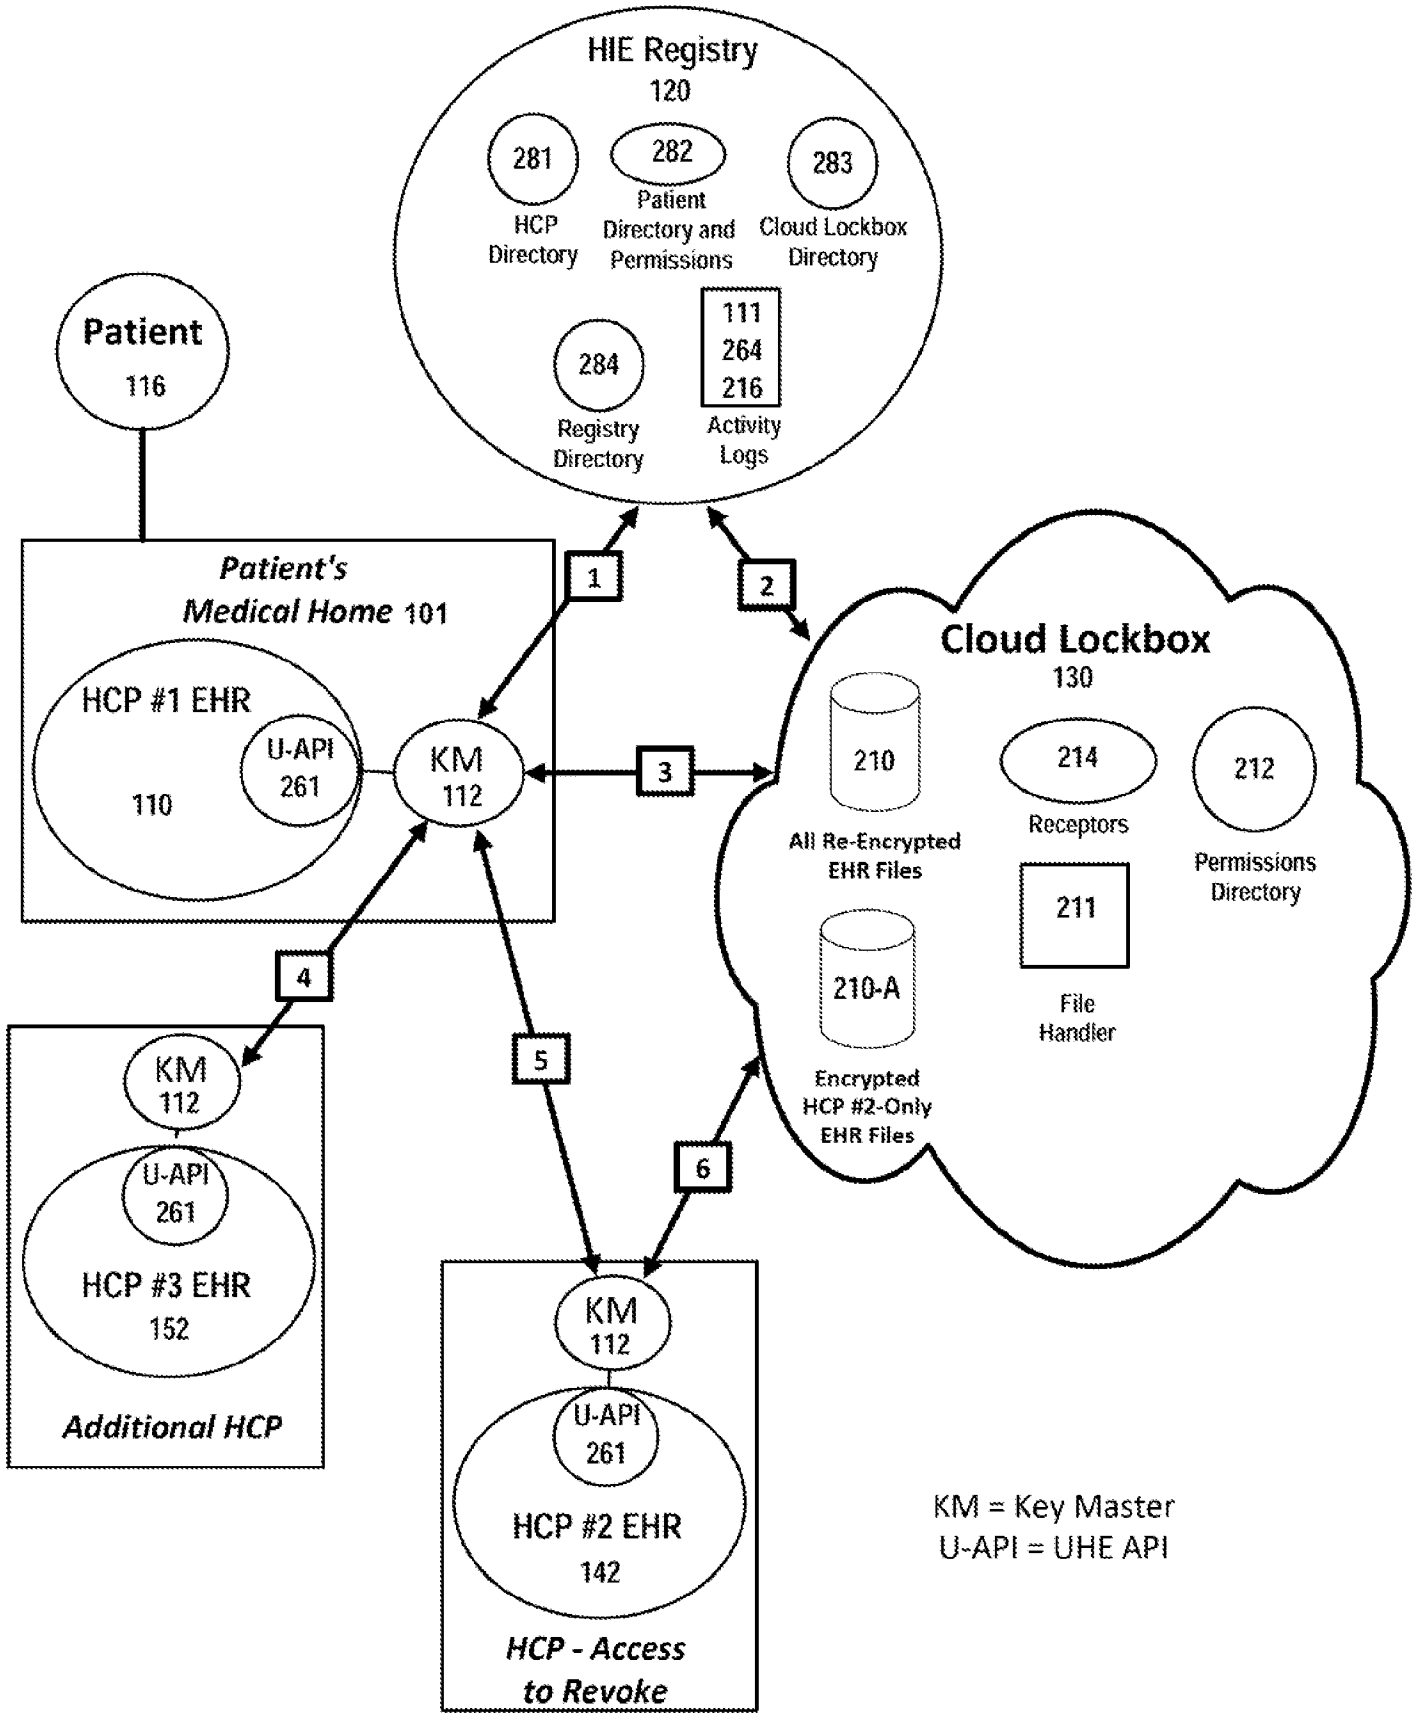 HIE Registry
120
281
HCP
Directory
282
Patient
Directory and
Permissions
283
Cloud Lockbox
Directory
284
Registry
Directory
111
264
216
Activity
Logs
Patient
116
1
2
Patient's
Medical Home 101
HCP #1 EHR
U-API
261
110
KM
112
3
Cloud Lockbox
130
210
All Re-Encrypted
EHR Files
214
Receptors
212
Permissions
Directory
211
File
Handler
210-A
Encrypted
HCP #2-Only
EHR Files
4
5
6
KM
112
U-API
261
HCP #3 EHR
152
Additional HCP
KM
112
U-API
261
HCP #2 EHR
142
HCP - Access
to Revoke
KM = Key Master
U-API = UHE API